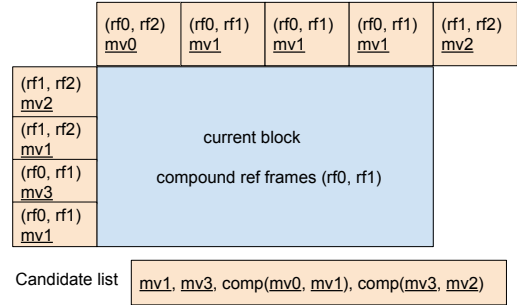 (rf0, rf2) (rf0, rf1) (rf0, rf1) (rf0, rf1) (rf1, rf2)
mv0 mv1 mv1 mv1 mv2
(rf1, rf2)
mv2
(rf1, rf2)
mv1
(rf0, rf1)
mv3
(rf0, rf1)
mv1
current block
compound ref frames (rf0, rf1)
Candidate list mv1, mv3, comp(mv0, mv1), comp(mv3, mv2)